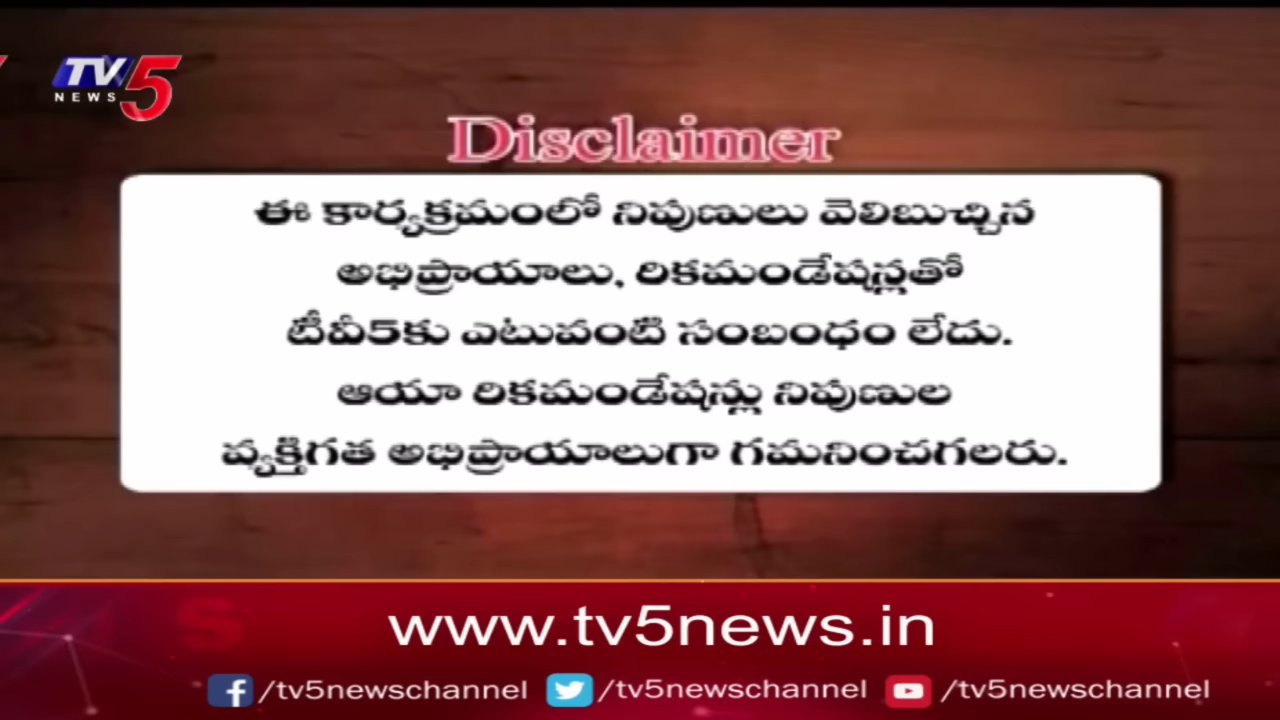 TV5
NEWS
Disclaimer
ఈ కార్యక్రమంలో నిపుణులు వెలిబుచ్చిన
అభిప్రాయాలు, రికమండేషన్లతో
టీవీ5కు ఎటువంటి సంబంధం లేదు.
ఆయా రికమండేషన్లు నిపుణుల
వ్యక్తిగత అభిప్రాయాలుగా గమనించగలరు.
www.tv5news.in
/tv5newschannel /tv5newschannel /tv5newschannel